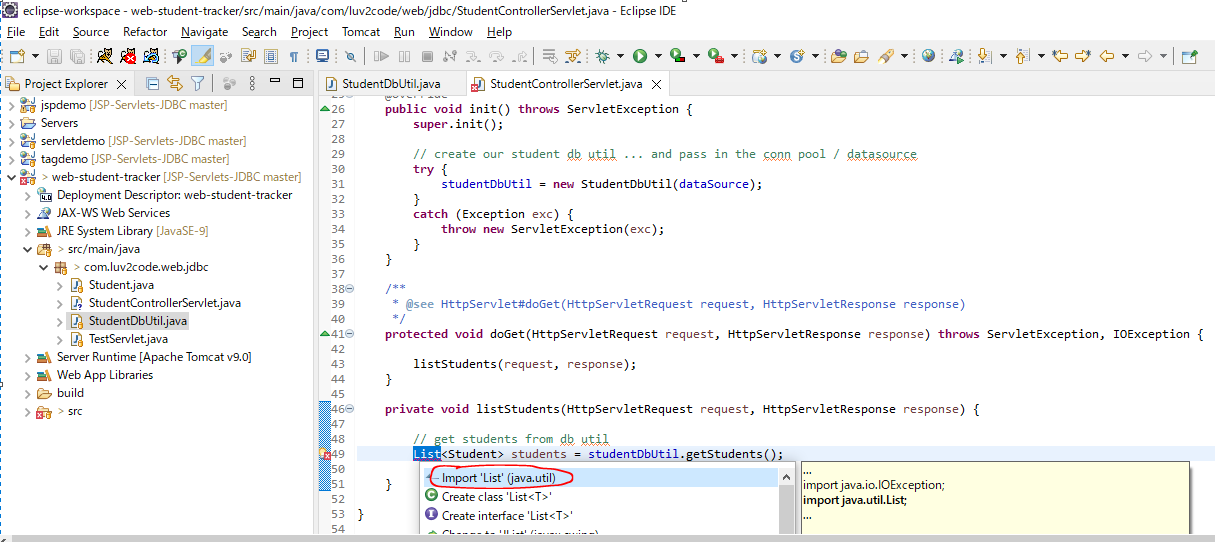 eclipse-workspace - web-student-tracker/src/main/java/com/luv2code/web/jdbc/StudentControllerServlet.java - Eclipse IDE
File Edit Source Refactor Navigate Search Project Tomcat Run Window Help
Project Explorer
jspdemo [JSP-Servlets-JDBC master]
Servers
servletdemo [JSP-Servlets-JDBC master]
tagdemo [JSP-Servlets-JDBC master]
> web-student-tracker [JSP-Servlets-JDBC master]
Deployment Descriptor: web-student-tracker
JAX-WS Web Services
JRE System Library [JavaSE-9]
> src/main/java
> com.luv2code.web.jdbc
Student.java
StudentControllerServlet.java
StudentDbUtil.java
TestServlet.java
Server Runtime [Apache Tomcat v9.0]
Web App Libraries
build
> src
StudentDbUtil.java StudentControllerServlet.java
25 @Override
26 public void init() throws ServletException {
27 super.init();
28
29 // create our student db util ... and pass in the conn pool / datasource
30 try {
31 studentDbUtil = new StudentDbUtil(dataSource);
32 }
33 catch (Exception exc) {
34 throw new ServletException(exc);
35 }
36 }
37
38 /**
39 * @see HttpServlet#doGet(HttpServletRequest request, HttpServletResponse response)
40 */
41 protected void doGet(HttpServletRequest request, HttpServletResponse response) throws ServletException, IOException {
42
43 listStudents(request, response);
44 }
45
46 private void listStudents(HttpServletRequest request, HttpServletResponse response) {
47
48 // get students from db util
49 List<Student> students = studentDbUtil.getStudents();
50
51 }
52
53 }
54
Import 'List' (java.util)
Create class 'List<T>'
Create interface 'List<T>'
...
import java.io.IOException;
import java.util.List;
...